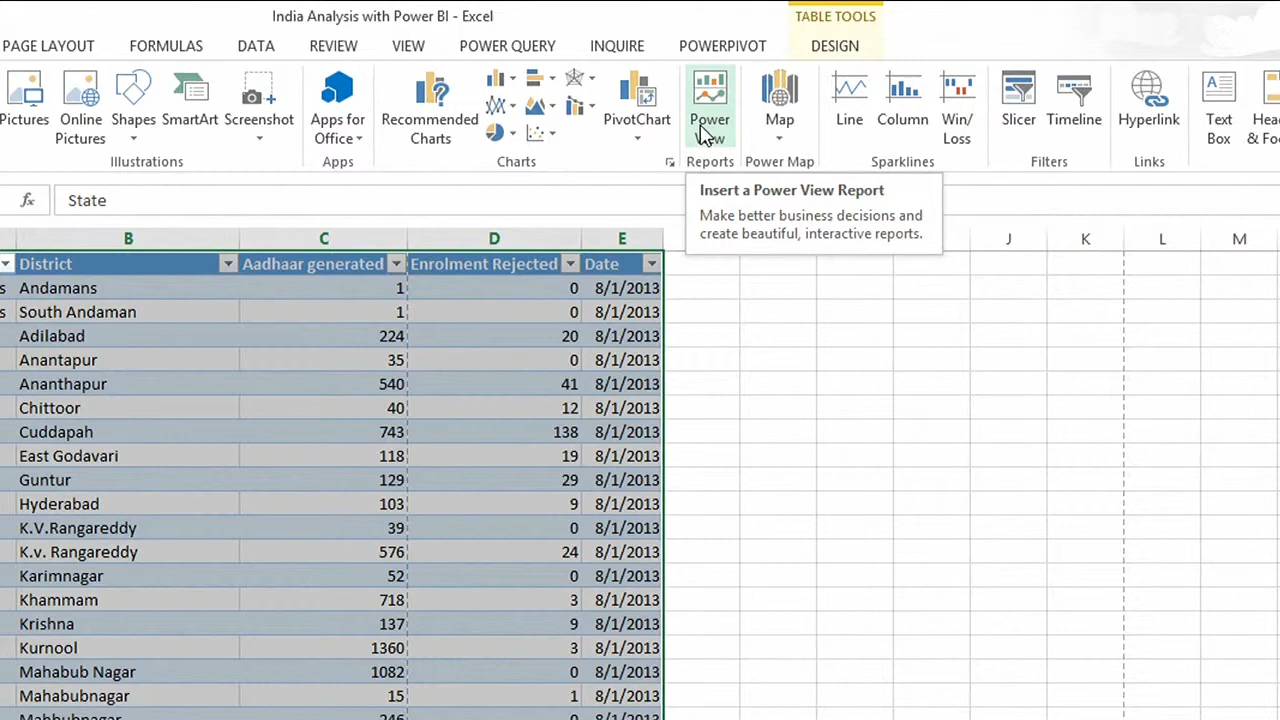 India Analysis with Power BI - Excel
TABLE TOOLS
PAGE LAYOUT FORMULAS DATA REVIEW VIEW POWER QUERY INQUIRE POWERPIVOT DESIGN
Pictures Online Pictures Shapes SmartArt Screenshot
Apps for Office
Recommended Charts
PivotChart
Power View
Map
Line Column Win/ Loss
Slicer Timeline
Hyperlink
Text Box
Illustrations Apps Charts Reports Power Map Sparklines Filters Links
fx State
Insert a Power View Report
Make better business decisions and
create beautiful, interactive reports.
B C D E J K L M
District Aadhaar generated Enrolment Rejected Date
s Andamans 1 0 8/1/2013
s South Andaman 1 0 8/1/2013
Adilabad 224 20 8/1/2013
Anantapur 35 0 8/1/2013
Ananthapur 540 41 8/1/2013
Chittoor 40 12 8/1/2013
Cuddapah 743 138 8/1/2013
East Godavari 118 19 8/1/2013
Guntur 129 29 8/1/2013
Hyderabad 103 9 8/1/2013
K.V.Rangareddy 39 0 8/1/2013
K.v. Rangareddy 576 24 8/1/2013
Karimnagar 52 0 8/1/2013
Khammam 718 3 8/1/2013
Krishna 137 9 8/1/2013
Kurnool 1360 3 8/1/2013
Mahabub Nagar 1082 0 8/1/2013
Mahabubnagar 15 1 8/1/2013